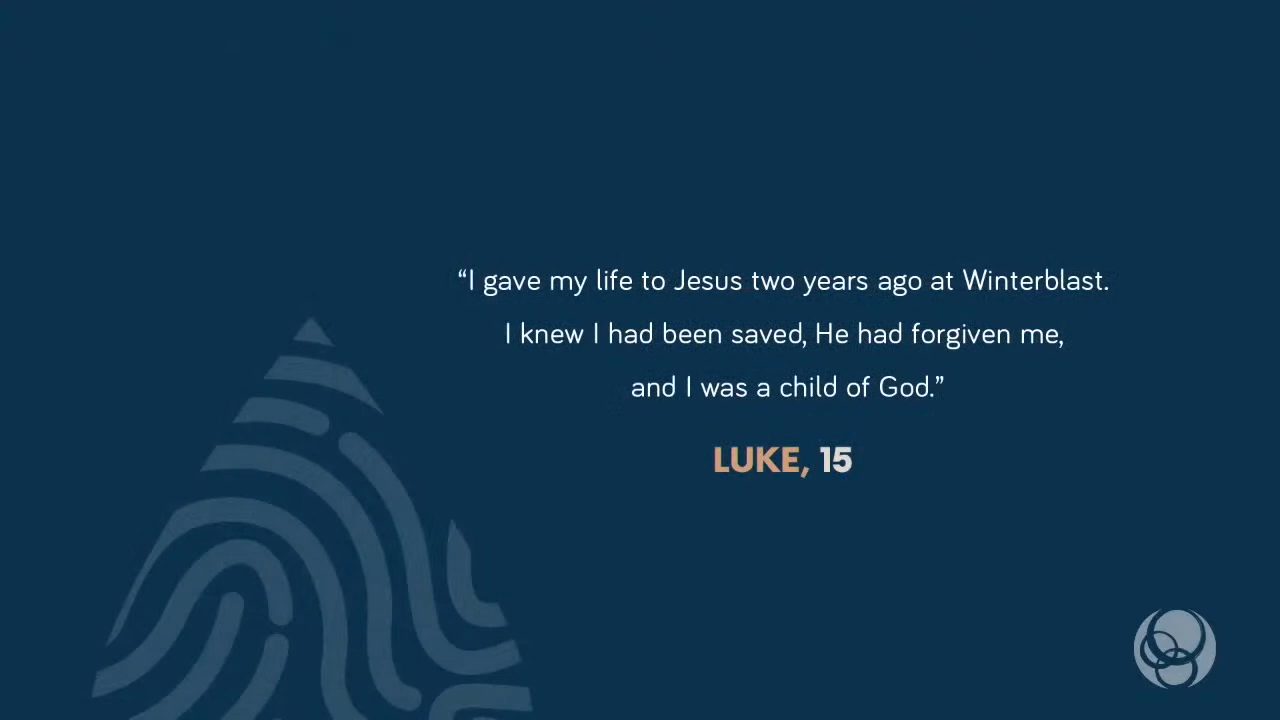 “I gave my life to Jesus two years ago at Winterblast.
I knew I had been saved, He had forgiven me,
and I was a child of God.”
LUKE, 15